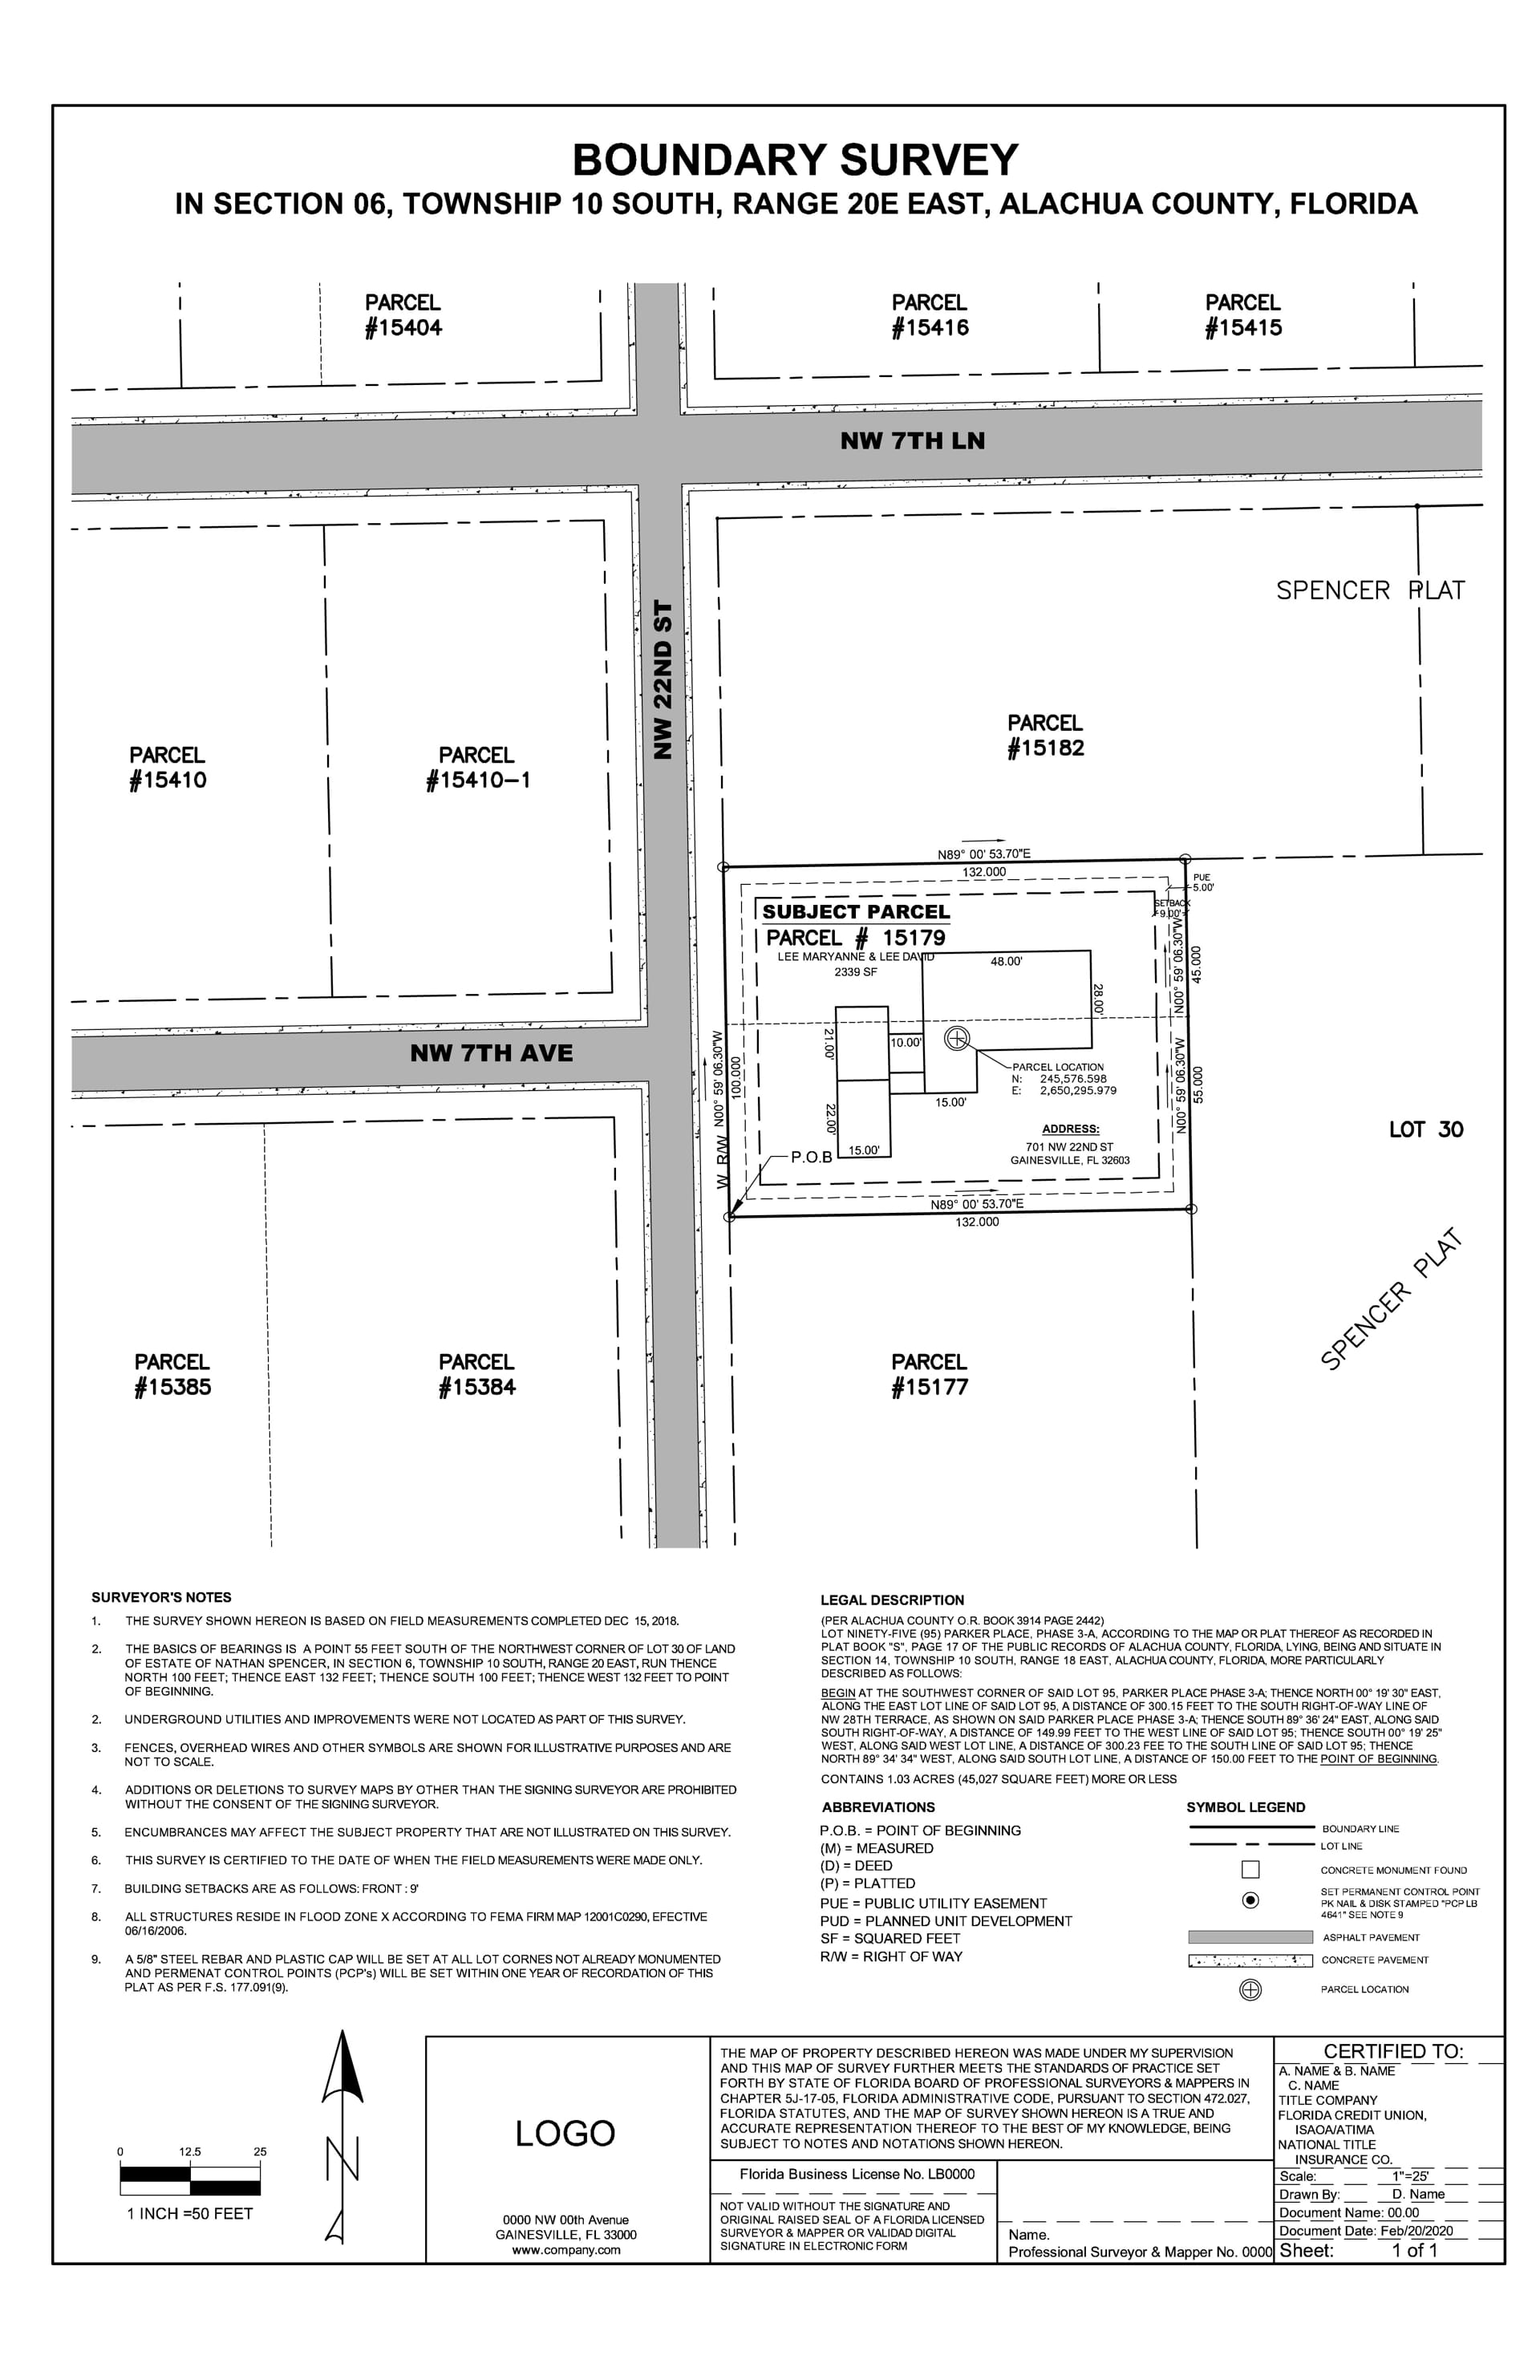 BOUNDARY SURVEY
IN SECTION 06, TOWNSHIP 10 SOUTH, RANGE 20E EAST, ALACHUA COUNTY, FLORIDA
PARCEL
#15404
PARCEL
#15416
PARCEL
#15415
NW 7TH LN
NW 22ND ST
SPENCER PLAT
PARCEL
#15182
PARCEL
#15410
PARCEL
#15410-1
N89° 00' 53.70"E
132.000
PUE
5.00'
SETBACK
9.00'
SUBJECT PARCEL
PARCEL # 15179
LEE MARYANNE & LEE DAVID
2339 SF
48.00'
28.00'
N00° 59' 06.30"W
45.000
21.00'
10.00'
NW 7TH AVE
W R/W N00° 59' 06.30"W
100.000
PARCEL LOCATION
N: 245,576.598
E: 2,650,295.979
N00° 59' 06.30"W
55.000
15.00'
22.00'
15.00'
P.O.B
ADDRESS:
701 NW 22ND ST
GAINESVILLE, FL 32603
LOT 30
N89° 00' 53.70"E
132.000
SPENCER PLAT
PARCEL
#15385
PARCEL
#15384
PARCEL
#15177
SURVEYOR'S NOTES
1. THE SURVEY SHOWN HEREON IS BASED ON FIELD MEASUREMENTS COMPLETED DEC 15, 2018.
2. THE BASICS OF BEARINGS IS A POINT 55 FEET SOUTH OF THE NORTHWEST CORNER OF LOT 30 OF LAND
OF ESTATE OF NATHAN SPENCER, IN SECTION 6, TOWNSHIP 10 SOUTH, RANGE 20 EAST, RUN THENCE
NORTH 100 FEET; THENCE EAST 132 FEET; THENCE SOUTH 100 FEET; THENCE WEST 132 FEET TO POINT
OF BEGINNING.
2. UNDERGROUND UTILITIES AND IMPROVEMENTS WERE NOT LOCATED AS PART OF THIS SURVEY.
3. FENCES, OVERHEAD WIRES AND OTHER SYMBOLS ARE SHOWN FOR ILLUSTRATIVE PURPOSES AND ARE
NOT TO SCALE.
4. ADDITIONS OR DELETIONS TO SURVEY MAPS BY OTHER THAN THE SIGNING SURVEYOR ARE PROHIBITED
WITHOUT THE CONSENT OF THE SIGNING SURVEYOR.
5. ENCUMBRANCES MAY AFFECT THE SUBJECT PROPERTY THAT ARE NOT ILLUSTRATED ON THIS SURVEY.
6. THIS SURVEY IS CERTIFIED TO THE DATE OF WHEN THE FIELD MEASUREMENTS WERE MADE ONLY.
7. BUILDING SETBACKS ARE AS FOLLOWS: FRONT : 9'
8. ALL STRUCTURES RESIDE IN FLOOD ZONE X ACCORDING TO FEMA FIRM MAP 12001C0290, EFECTIVE
06/16/2006.
9. A 5/8" STEEL REBAR AND PLASTIC CAP WILL BE SET AT ALL LOT CORNES NOT ALREADY MONUMENTED
AND PERMENAT CONTROL POINTS (PCP's) WILL BE SET WITHIN ONE YEAR OF RECORDATION OF THIS
PLAT AS PER F.S. 177.091(9).
LEGAL DESCRIPTION
(PER ALACHUA COUNTY O.R. BOOK 3914 PAGE 2442)
LOT NINETY-FIVE (95) PARKER PLACE, PHASE 3-A, ACCORDING TO THE MAP OR PLAT THEREOF AS RECORDED IN
PLAT BOOK "S", PAGE 17 OF THE PUBLIC RECORDS OF ALACHUA COUNTY, FLORIDA, LYING, BEING AND SITUATE IN
SECTION 14, TOWNSHIP 10 SOUTH, RANGE 18 EAST, ALACHUA COUNTY, FLORIDA, MORE PARTICULARLY
DESCRIBED AS FOLLOWS:
BEGIN AT THE SOUTHWEST CORNER OF SAID LOT 95, PARKER PLACE PHASE 3-A; THENCE NORTH 00° 19' 30" EAST,
ALONG THE EAST LOT LINE OF SAID LOT 95, A DISTANCE OF 300.15 FEET TO THE SOUTH RIGHT-OF-WAY LINE OF
NW 28TH TERRACE, AS SHOWN ON SAID PARKER PLACE PHASE 3-A; THENCE SOUTH 89° 36' 24" EAST, ALONG SAID
SOUTH RIGHT-OF-WAY, A DISTANCE OF 149.99 FEET TO THE WEST LINE OF SAID LOT 95; THENCE SOUTH 00° 19' 25"
WEST, ALONG SAID WEST LOT LINE, A DISTANCE OF 300.23 FEE TO THE SOUTH LINE OF SAID LOT 95; THENCE
NORTH 89° 34' 34" WEST, ALONG SAID SOUTH LOT LINE, A DISTANCE OF 150.00 FEET TO THE POINT OF BEGINNING.
CONTAINS 1.03 ACRES (45,027 SQUARE FEET) MORE OR LESS
ABBREVIATIONS
P.O.B. = POINT OF BEGINNING
(M) = MEASURED
(D) = DEED
(P) = PLATTED
PUE = PUBLIC UTILITY EASEMENT
PUD = PLANNED UNIT DEVELOPMENT
SF = SQUARED FEET
R/W = RIGHT OF WAY
SYMBOL LEGEND
BOUNDARY LINE
LOT LINE
CONCRETE MONUMENT FOUND
SET PERMANENT CONTROL POINT
PK NAIL & DISK STAMPED "PCP LB
4641" SEE NOTE 9
ASPHALT PAVEMENT
CONCRETE PAVEMENT
PARCEL LOCATION
0 12.5 25
1 INCH =50 FEET
N
LOGO
0000 NW 00th Avenue
GAINESVILLE, FL 33000
www.company.com
THE MAP OF PROPERTY DESCRIBED HEREON WAS MADE UNDER MY SUPERVISION
AND THIS MAP OF SURVEY FURTHER MEETS THE STANDARDS OF PRACTICE SET
FORTH BY STATE OF FLORIDA BOARD OF PROFESSIONAL SURVEYORS & MAPPERS IN
CHAPTER 5J-17-05, FLORIDA ADMINISTRATIVE CODE, PURSUANT TO SECTION 472.027,
FLORIDA STATUTES, AND THE MAP OF SURVEY SHOWN HEREON IS A TRUE AND
ACCURATE REPRESENTATION THEREOF TO THE BEST OF MY KNOWLEDGE, BEING
SUBJECT TO NOTES AND NOTATIONS SHOWN HEREON.
Florida Business License No. LB0000
NOT VALID WITHOUT THE SIGNATURE AND
ORIGINAL RAISED SEAL OF A FLORIDA LICENSED
SURVEYOR & MAPPER OR VALIDAD DIGITAL
SIGNATURE IN ELECTRONIC FORM
Name.
Professional Surveyor & Mapper No. 0000
CERTIFIED TO:
A. NAME & B. NAME
C. NAME
TITLE COMPANY
FLORIDA CREDIT UNION,
ISAOA/ATIMA
NATIONAL TITLE
INSURANCE CO.
Scale: 1"=25'
Drawn By: D. Name
Document Name: 00.00
Document Date: Feb/20/2020
Sheet: 1 of 1